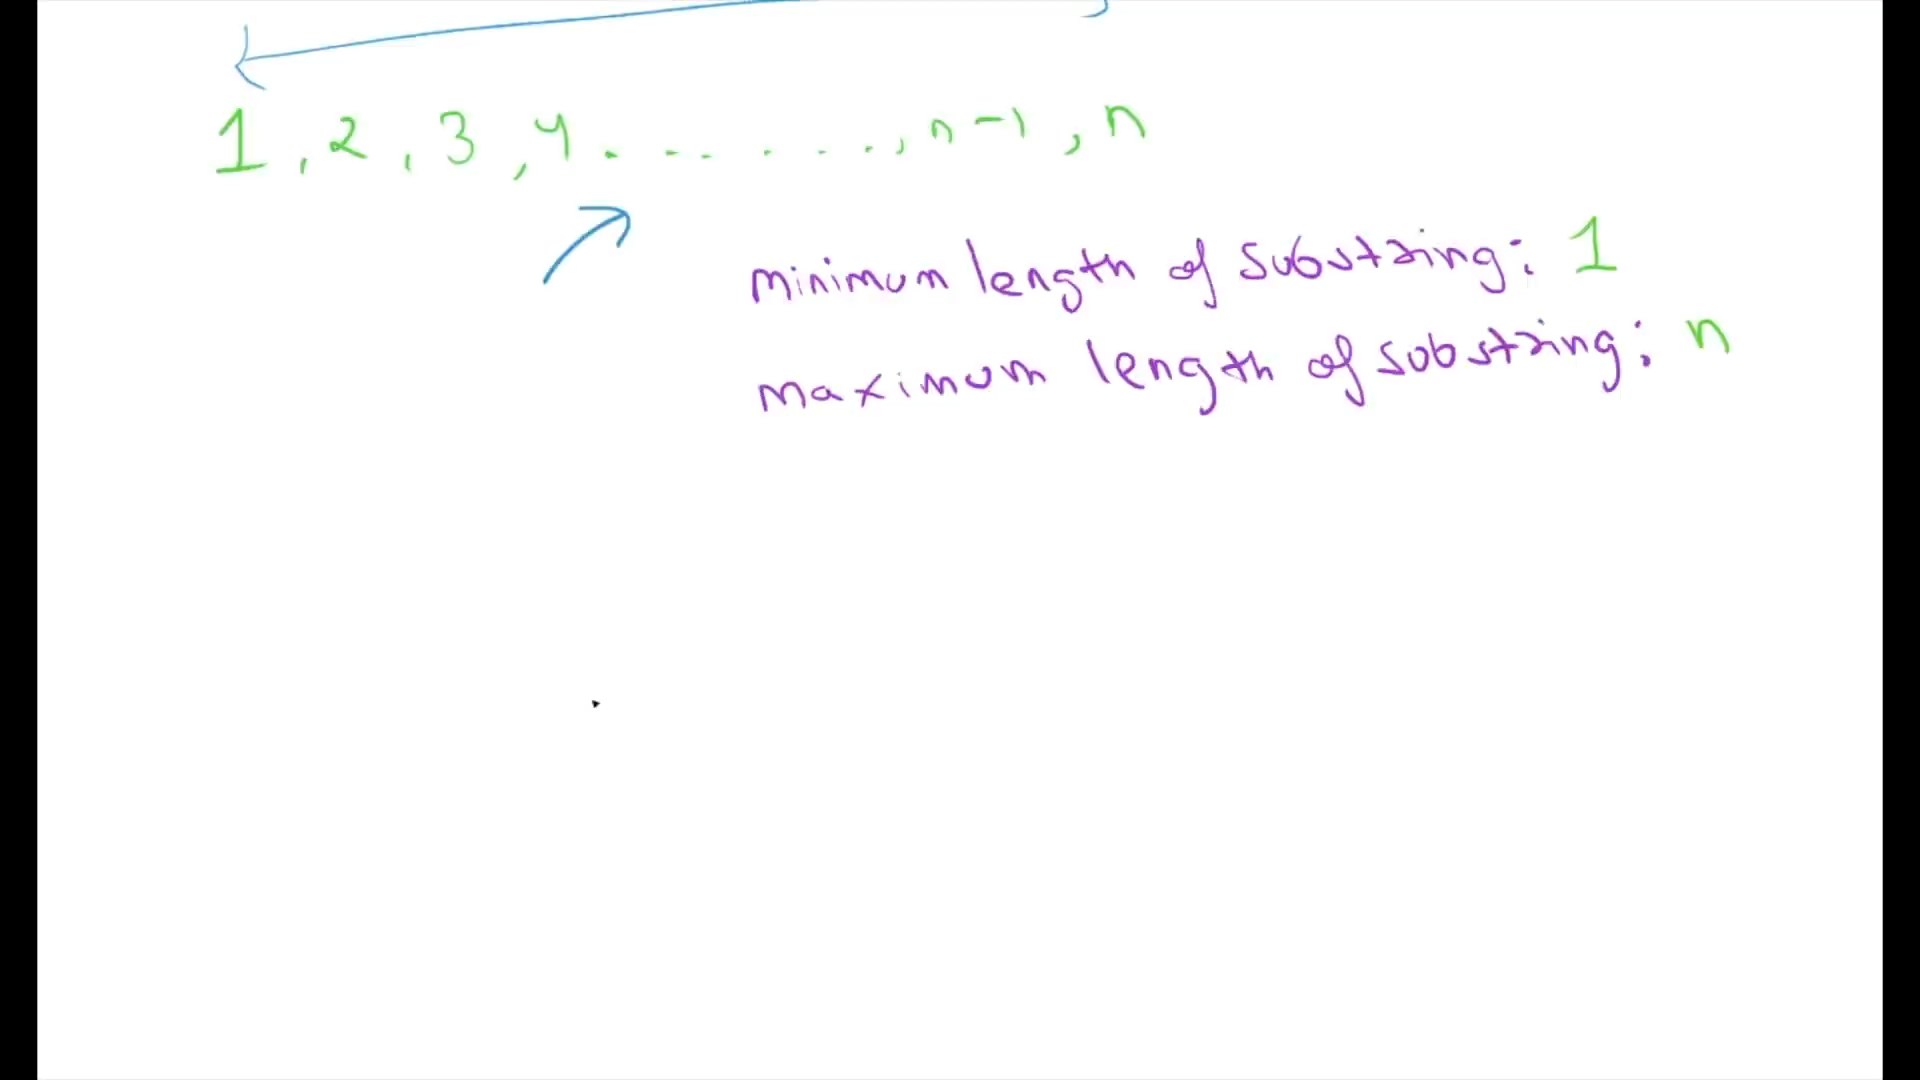 1, 2, 3, 4. . . . . . ., n-1, n
minimum length of substring: 1
maximum length of substring: n